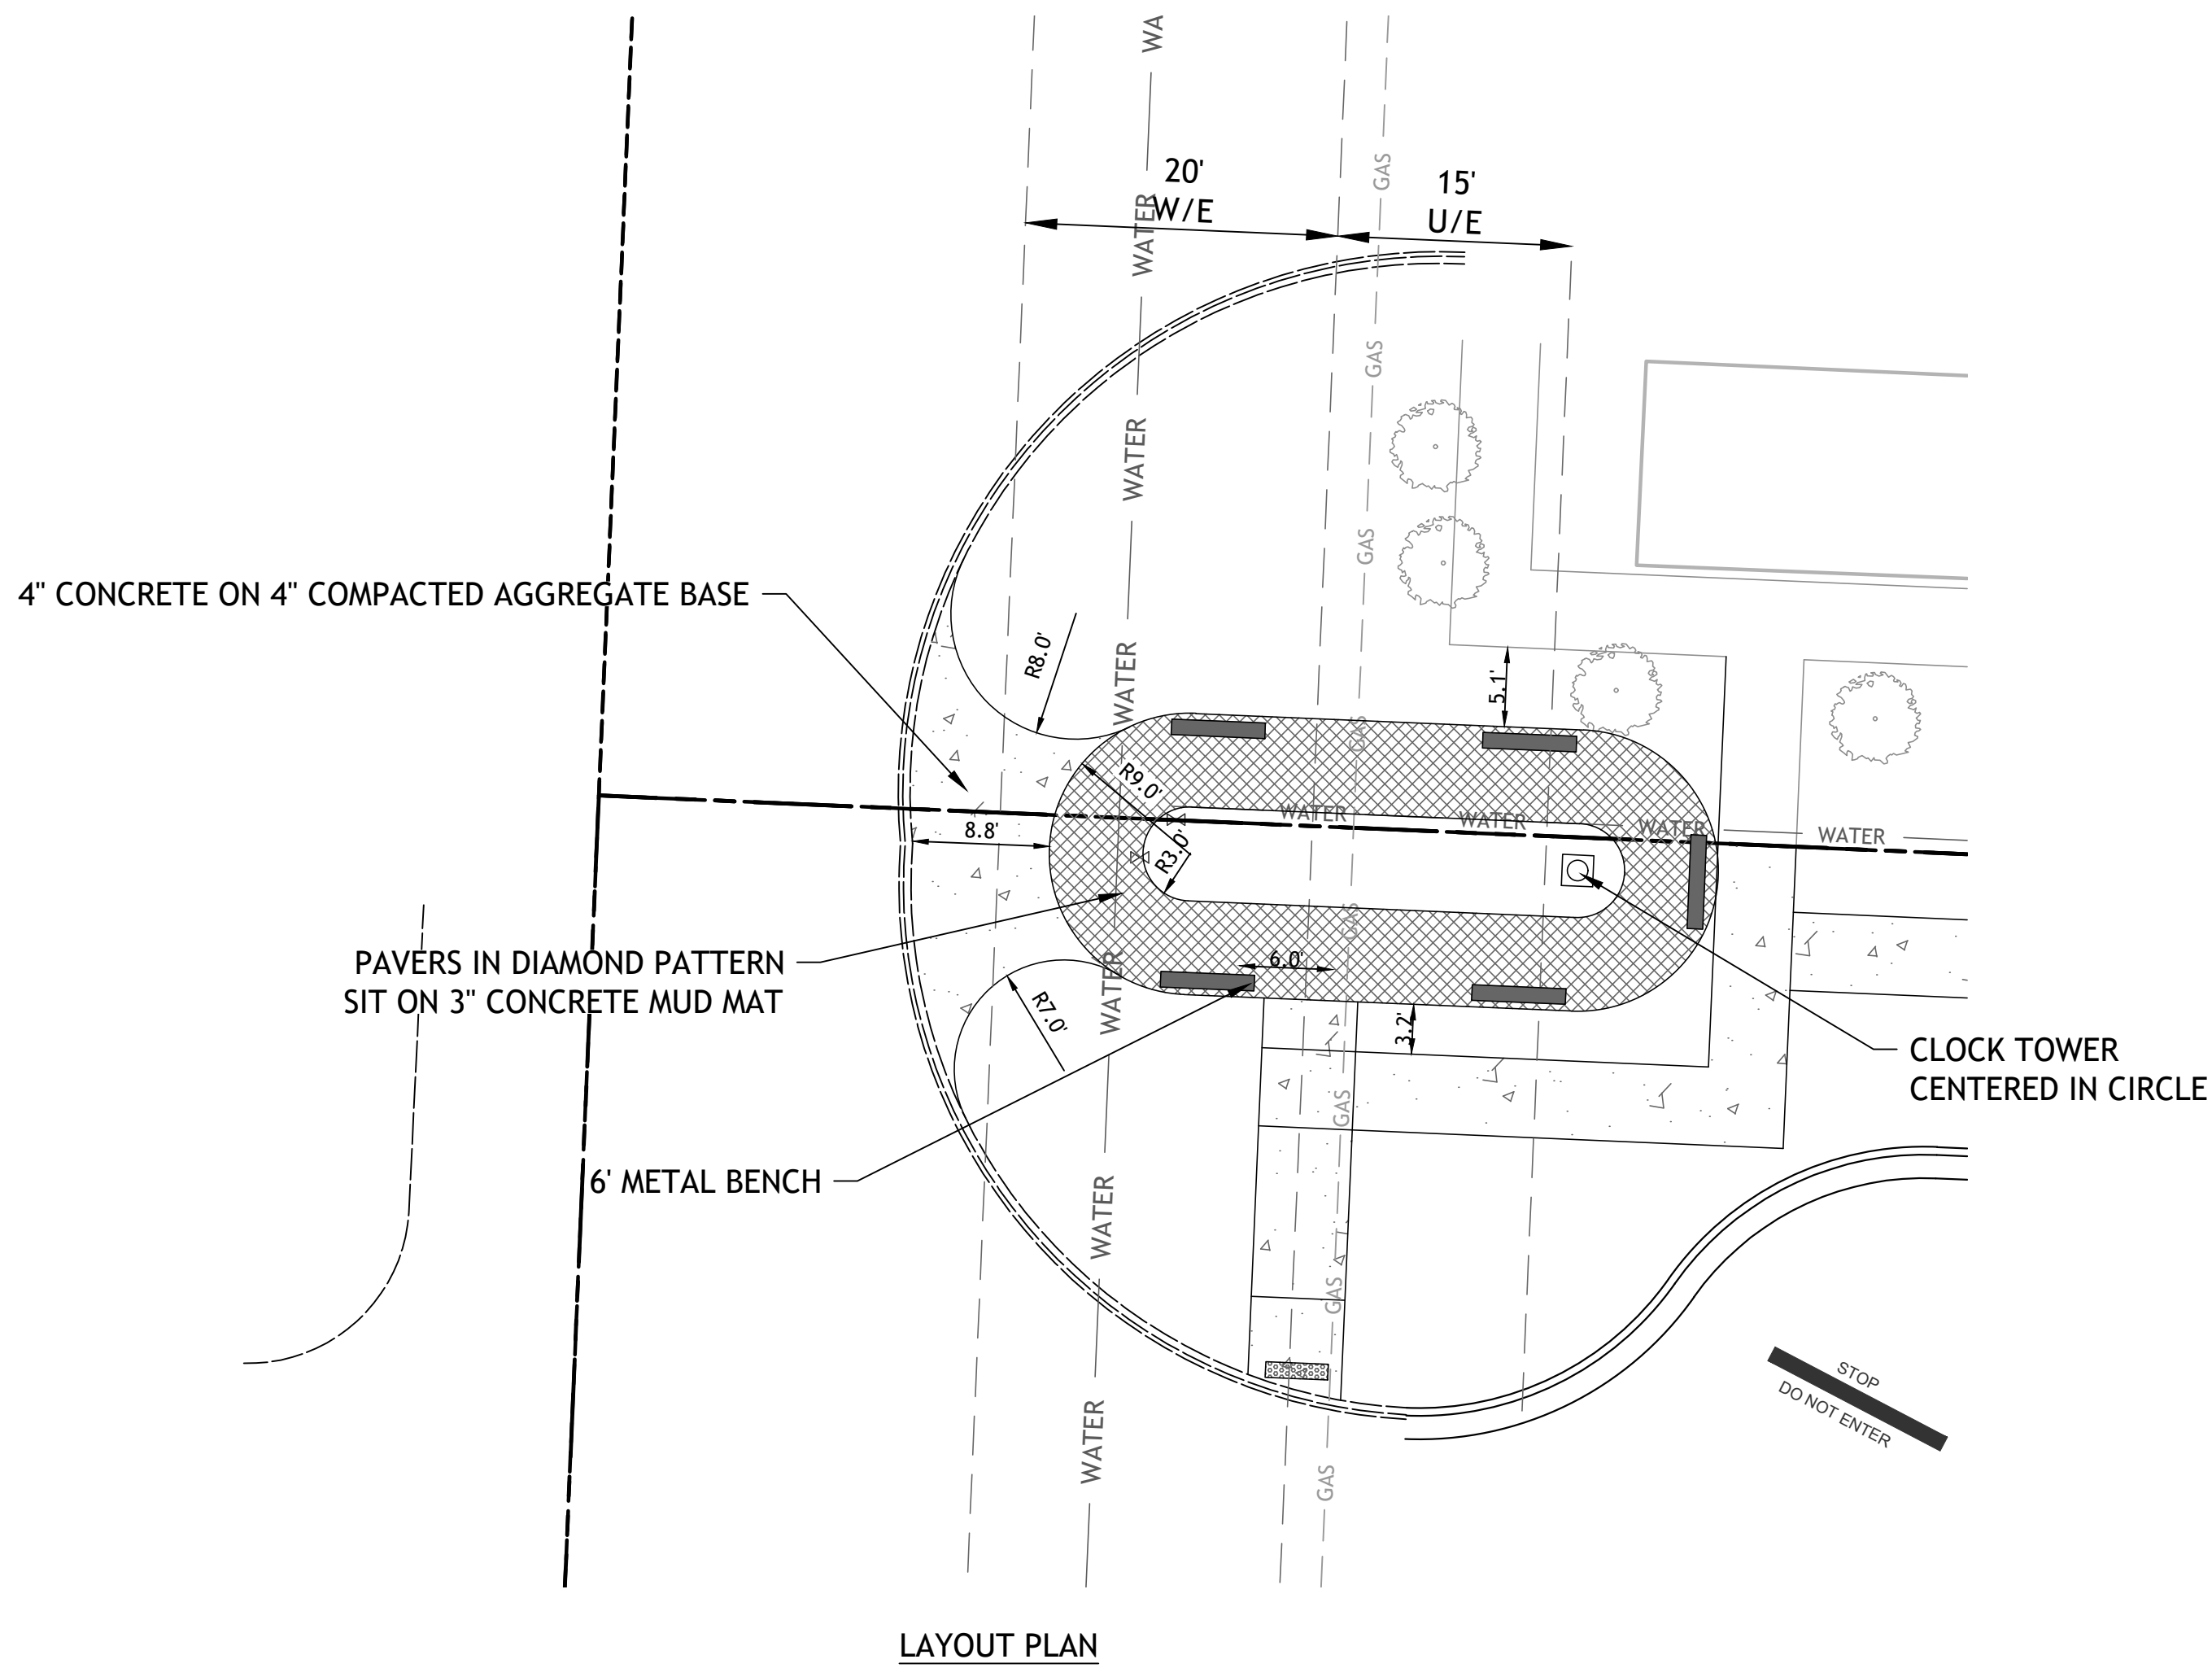 WA
20'
W/E
15'
U/E
GAS
WATER
GAS
WATER
GAS
4" CONCRETE ON 4" COMPACTED AGGREGATE BASE
R8.0'
WATER
5.1'
GAS
R9.0'
WATER
WATER
WATER
WATER
8.8'
R3.0'
GAS
PAVERS IN DIAMOND PATTERN
SIT ON 3" CONCRETE MUD MAT
WATER
6.0'
R7.0'
3.2'
CLOCK TOWER
CENTERED IN CIRCLE
GAS
6' METAL BENCH
WATER
GAS
STOP
DO NOT ENTER
WATER
GAS
LAYOUT PLAN